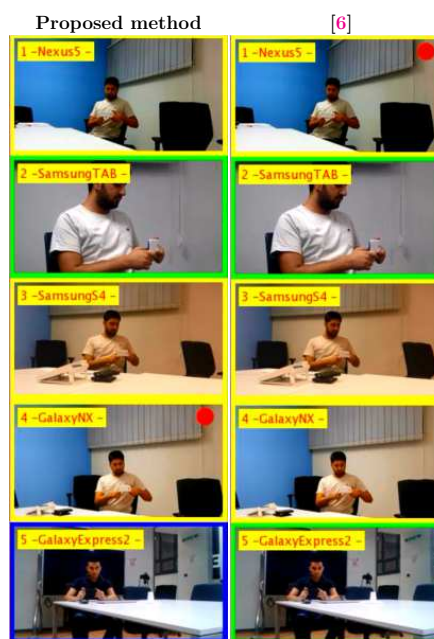 Proposed method [6]
1 -Nexus5 - 1 -Nexus5 -
2 -SamsungTAB - 2 -SamsungTAB -
3 -SamsungS4 - 3 -SamsungS4 -
4 -GalaxyNX - 4 -GalaxyNX -
5 -GalaxyExpress2 - 5 -GalaxyExpress2 -